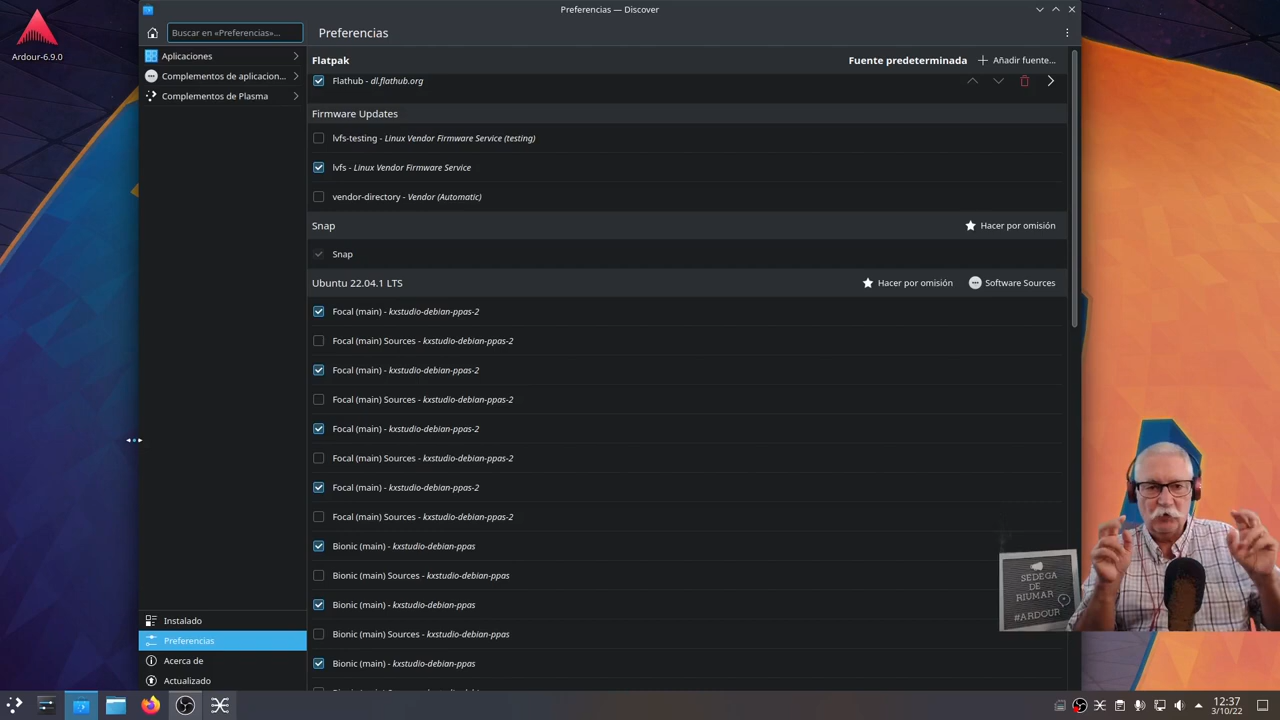 Preferencias — Discover
Ardour-6.9.0
Buscar en «Preferencias»...
Preferencias
Aplicaciones
Complementos de aplicacion...
Complementos de Plasma
Instalado
Preferencias
Acerca de
Actualizado
Flatpak
Fuente predeterminada
Añadir fuente...
Flathub - dl.flathub.org
Firmware Updates
lvfs-testing - Linux Vendor Firmware Service (testing)
lvfs - Linux Vendor Firmware Service
vendor-directory - Vendor (Automatic)
Snap
Hacer por omisión
Snap
Ubuntu 22.04.1 LTS
Hacer por omisión
Software Sources
Focal (main) - kxstudio-debian-ppas-2
Focal (main) Sources - kxstudio-debian-ppas-2
Focal (main) - kxstudio-debian-ppas-2
Focal (main) Sources - kxstudio-debian-ppas-2
Focal (main) - kxstudio-debian-ppas-2
Focal (main) Sources - kxstudio-debian-ppas-2
Focal (main) - kxstudio-debian-ppas-2
Focal (main) Sources - kxstudio-debian-ppas-2
Bionic (main) - kxstudio-debian-ppas
Bionic (main) Sources - kxstudio-debian-ppas
Bionic (main) - kxstudio-debian-ppas
Bionic (main) Sources - kxstudio-debian-ppas
Bionic (main) - kxstudio-debian-ppas
SEDEGA
DE
RIUMAR
#ARDOUR
12:37
3/10/22